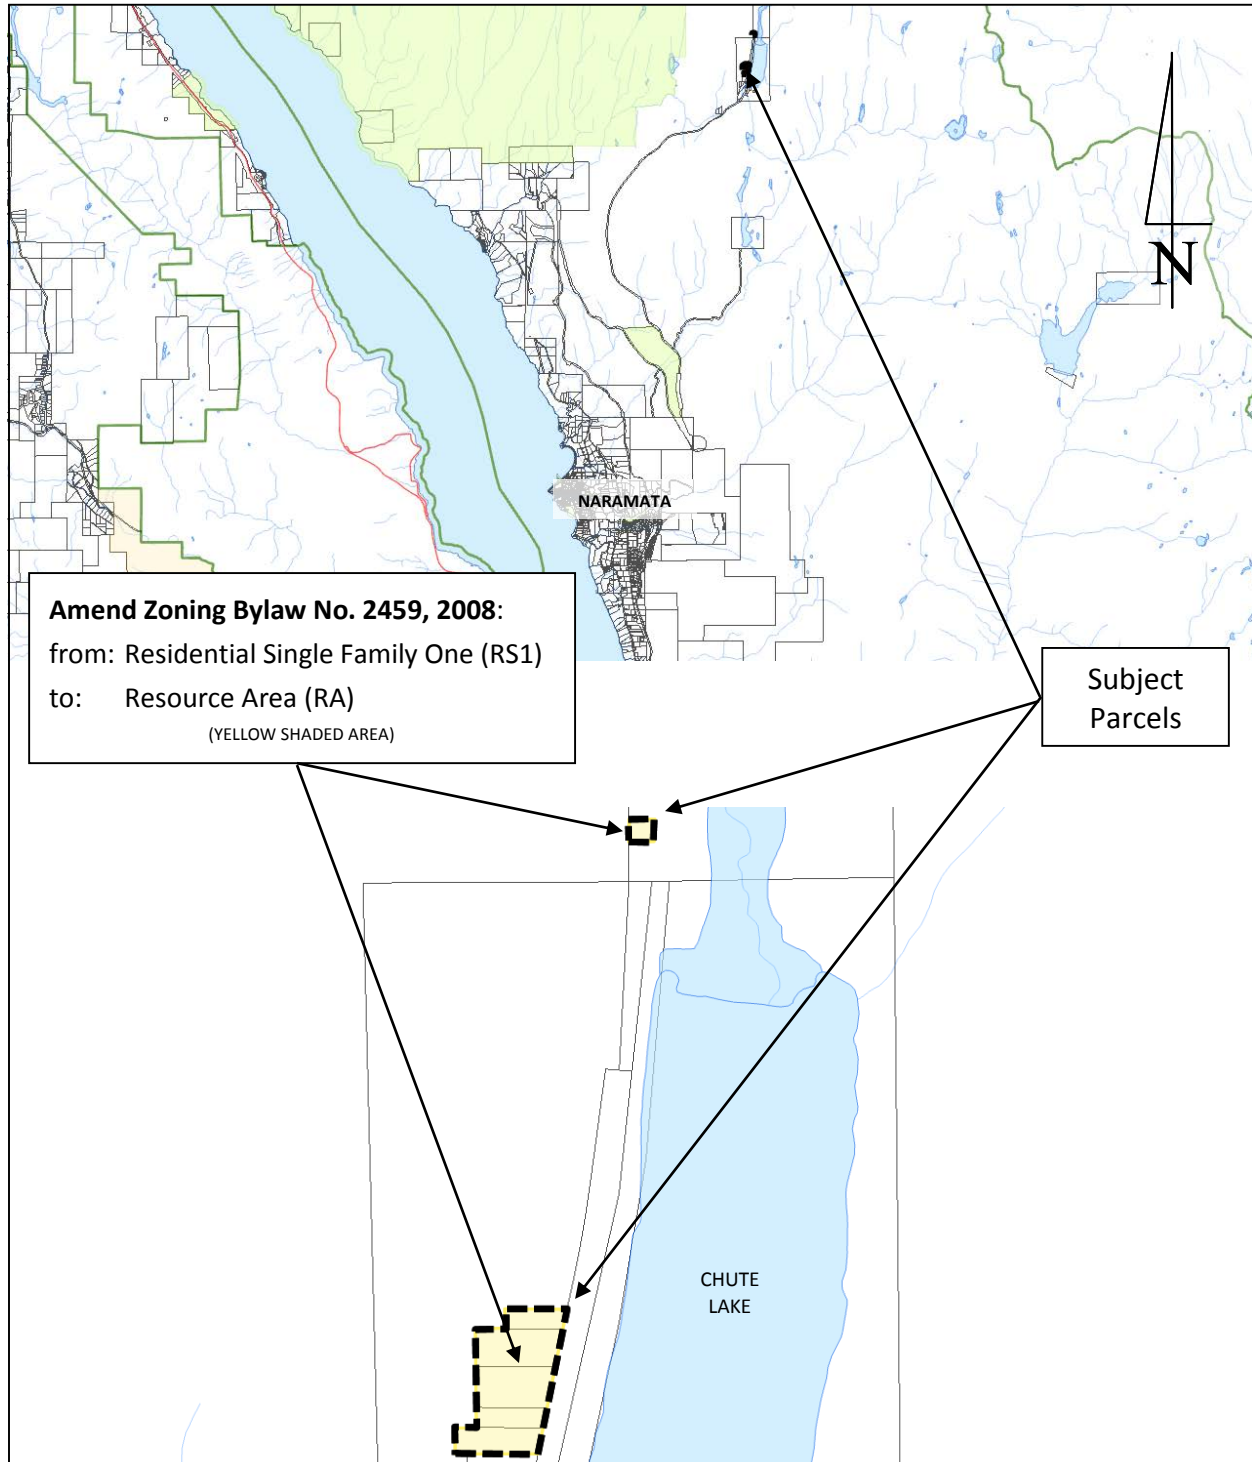 N
NARAMATA
Amend Zoning Bylaw No. 2459, 2008:
from: Residential Single Family One (RS1)
to: Resource Area (RA)
(YELLOW SHADED AREA)
Subject
Parcels
CHUTE
LAKE